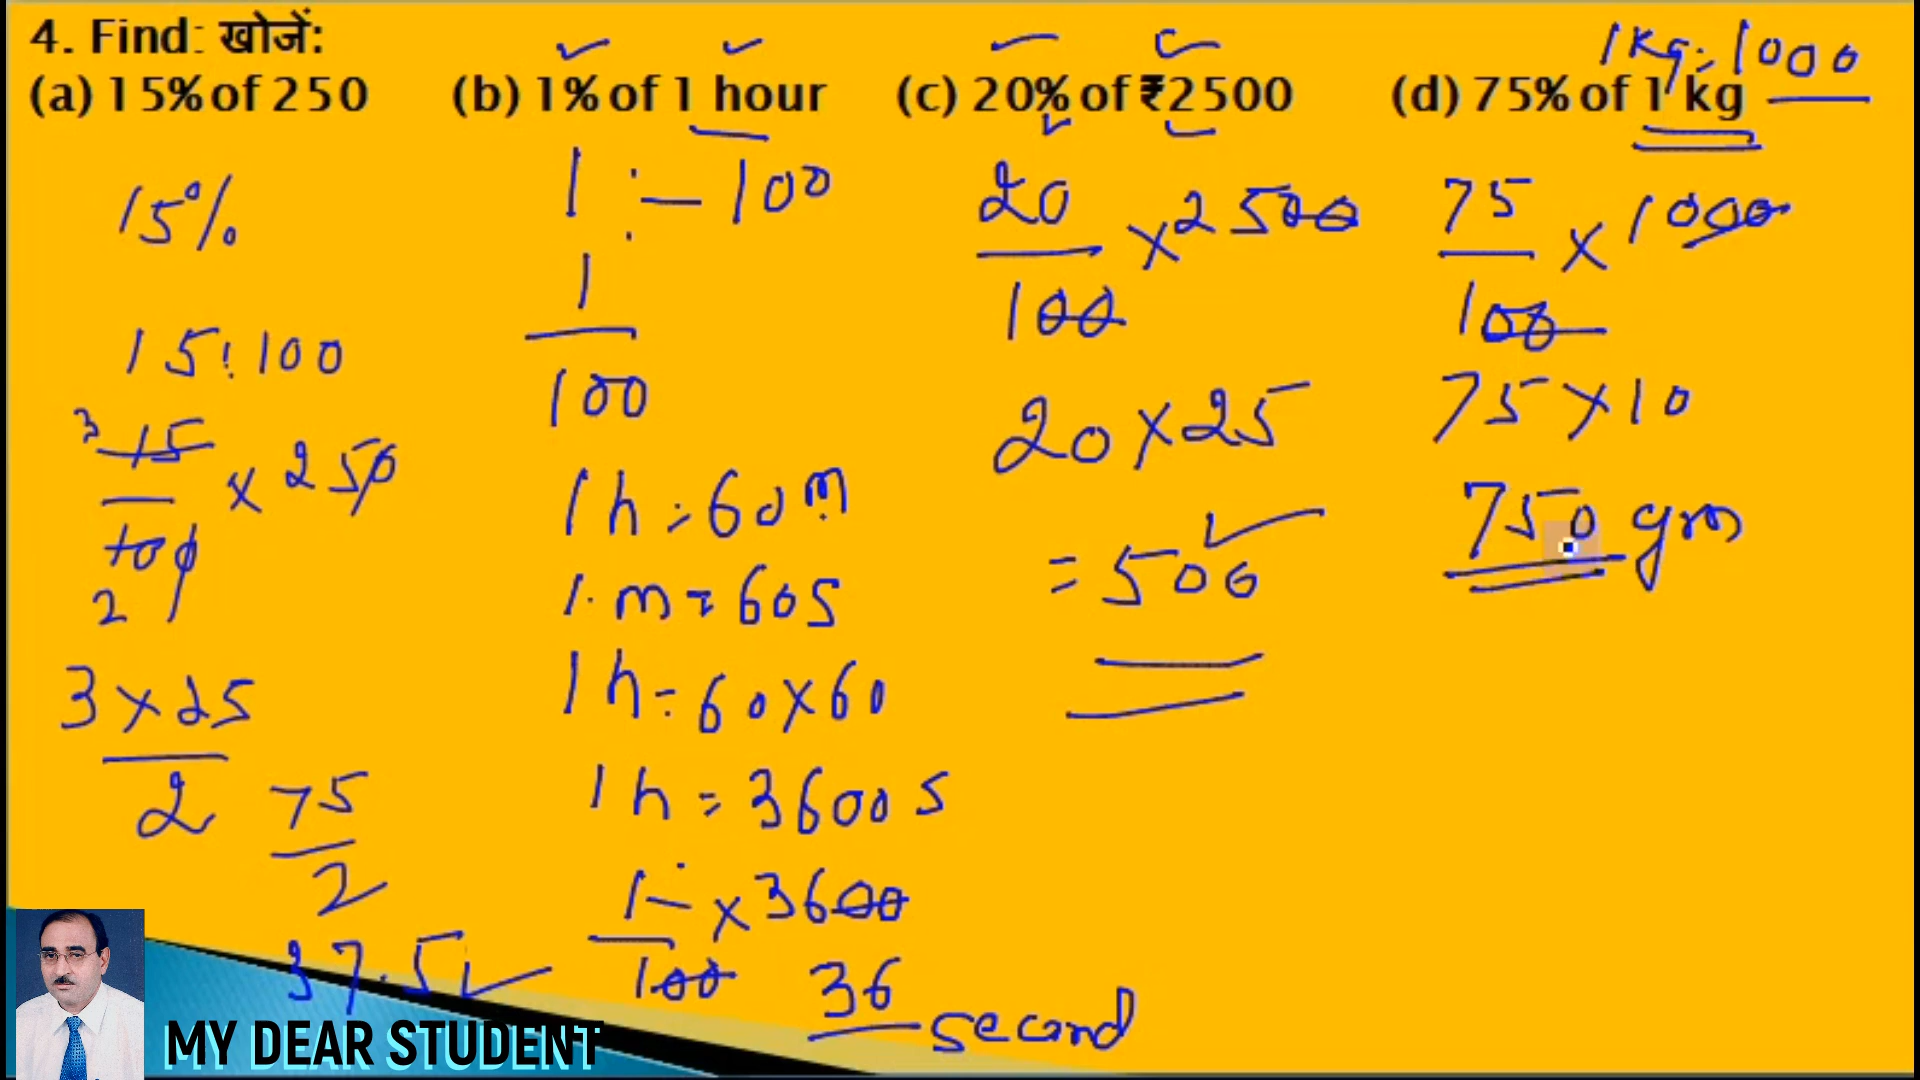 4. Find: खोजें:
(a) 15% of 250 (b) 1% of 1 hour (c) 20% of ₹2500 (d) 75% of 1 kg
1kg = 1000
15%
15:100
3
15/100 × 250
2
3 × 25/2
75/2
37.5
1 : 100
1/100
1h = 60m
1m = 60s
1h = 60×60
1h = 3600s
1/100 × 3600
36 second
20/100 × 2500
20 × 25
= 500
75/100 × 1000
75 × 10
750 gm
MY DEAR STUDENT